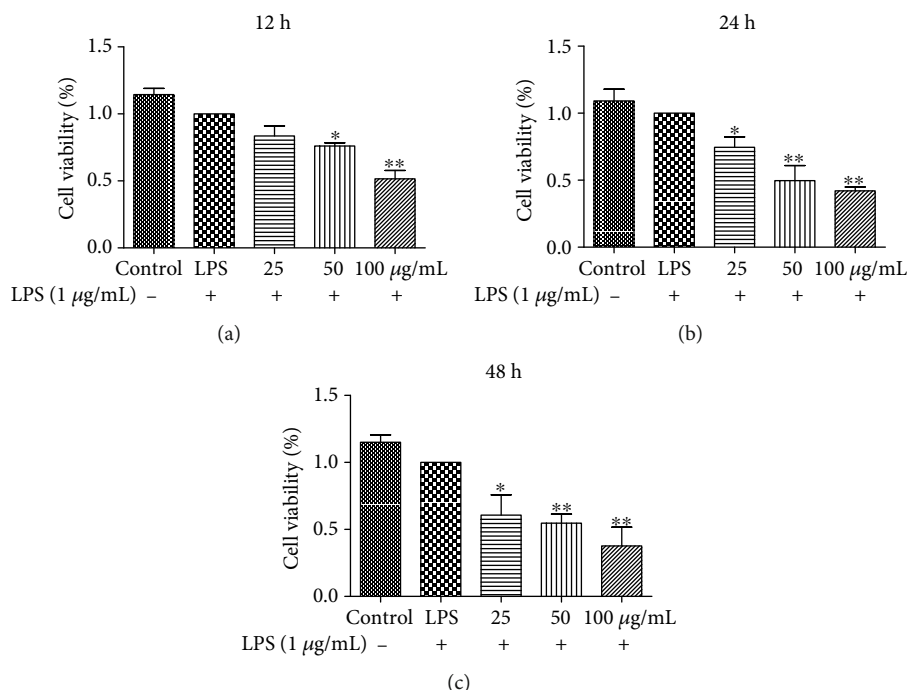 12 h
1.5
1.0
0.5
0.0
Cell viability (%)
*
**
Control LPS 25 50 100 μg/mL
LPS (1 μg/mL) – + + + +
(a)
24 h
1.5
1.0
0.5
0.0
Cell viability (%)
*
**
**
Control LPS 25 50 100 μg/mL
LPS (1 μg/mL) – + + + +
(b)
48 h
1.5
1.0
0.5
0.0
Cell viability (%)
*
**
**
Control LPS 25 50 100 μg/mL
LPS (1 μg/mL) – + + + +
(c)